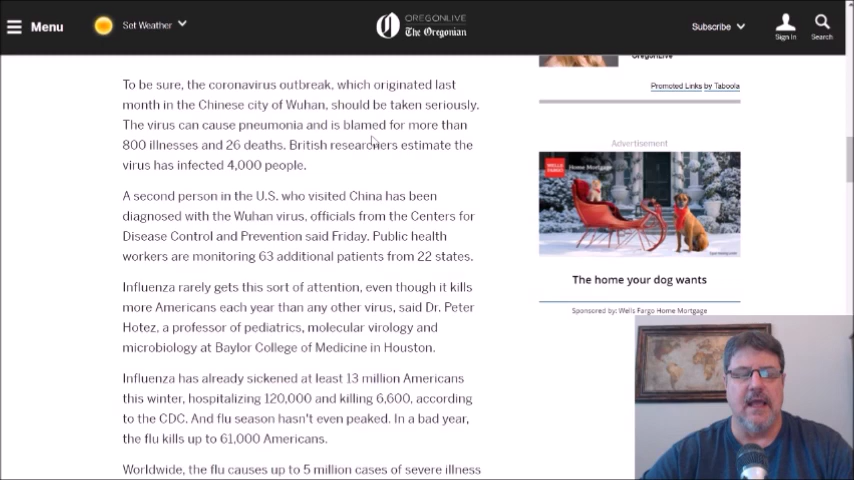 Menu
Set Weather
OREGONLIVE
The Oregonian
Subscribe
Sign In
Search
To be sure, the coronavirus outbreak, which originated last
month in the Chinese city of Wuhan, should be taken seriously.
The virus can cause pneumonia and is blamed for more than
800 illnesses and 26 deaths. British researchers estimate the
virus has infected 4,000 people.
A second person in the U.S. who visited China has been
diagnosed with the Wuhan virus, officials from the Centers for
Disease Control and Prevention said Friday. Public health
workers are monitoring 63 additional patients from 22 states.
Influenza rarely gets this sort of attention, even though it kills
more Americans each year than any other virus, said Dr. Peter
Hotez, a professor of pediatrics, molecular virology and
microbiology at Baylor College of Medicine in Houston.
Influenza has already sickened at least 13 million Americans
this winter, hospitalizing 120,000 and killing 6,600, according
to the CDC. And flu season hasn't even peaked. In a bad year,
the flu kills up to 61,000 Americans.
Worldwide, the flu causes up to 5 million cases of severe illness
OregonLive
Promoted Links by Taboola
Advertisement
WELLS
FARGO
Home Mortgage
The home your dog wants
Sponsored by: Wells Fargo Home Mortgage